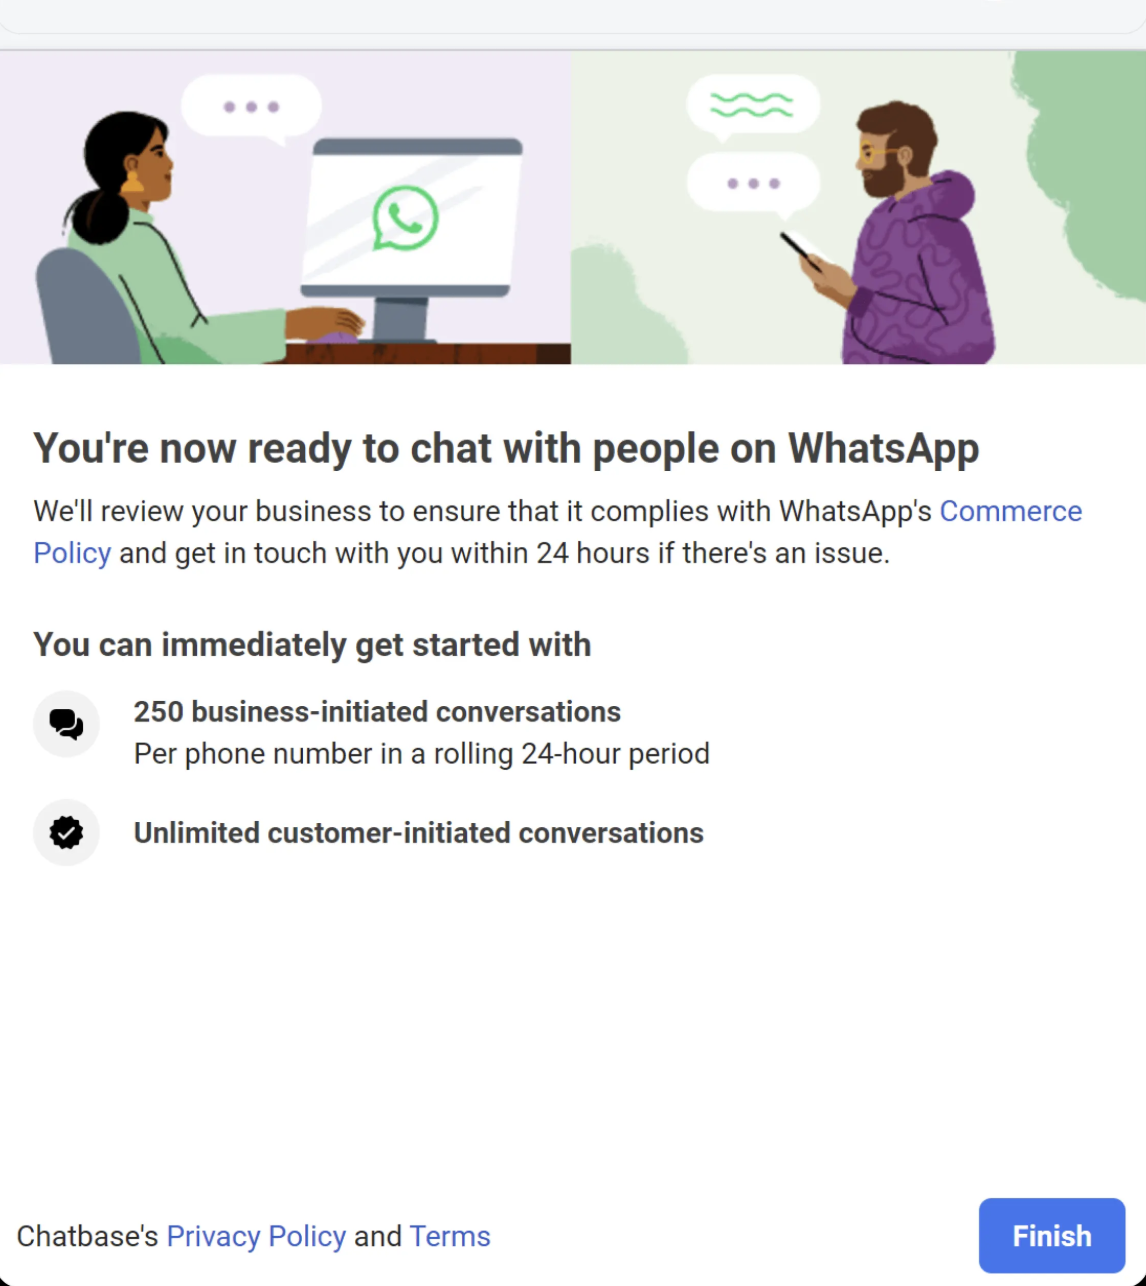 You're now ready to chat with people on WhatsApp
We'll review your business to ensure that it complies with WhatsApp's Commerce
Policy and get in touch with you within 24 hours if there's an issue.
You can immediately get started with
250 business-initiated conversations
Per phone number in a rolling 24-hour period
Unlimited customer-initiated conversations
Chatbase's Privacy Policy and Terms
Finish